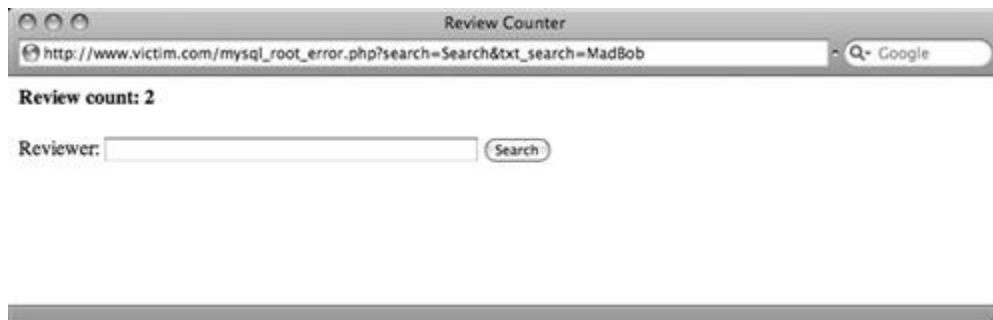 Review Counter
http://www.victim.com/mysql_root_error.php?search=Search&txt_search=MadBob
Google
Review count: 2
Reviewer:
Search